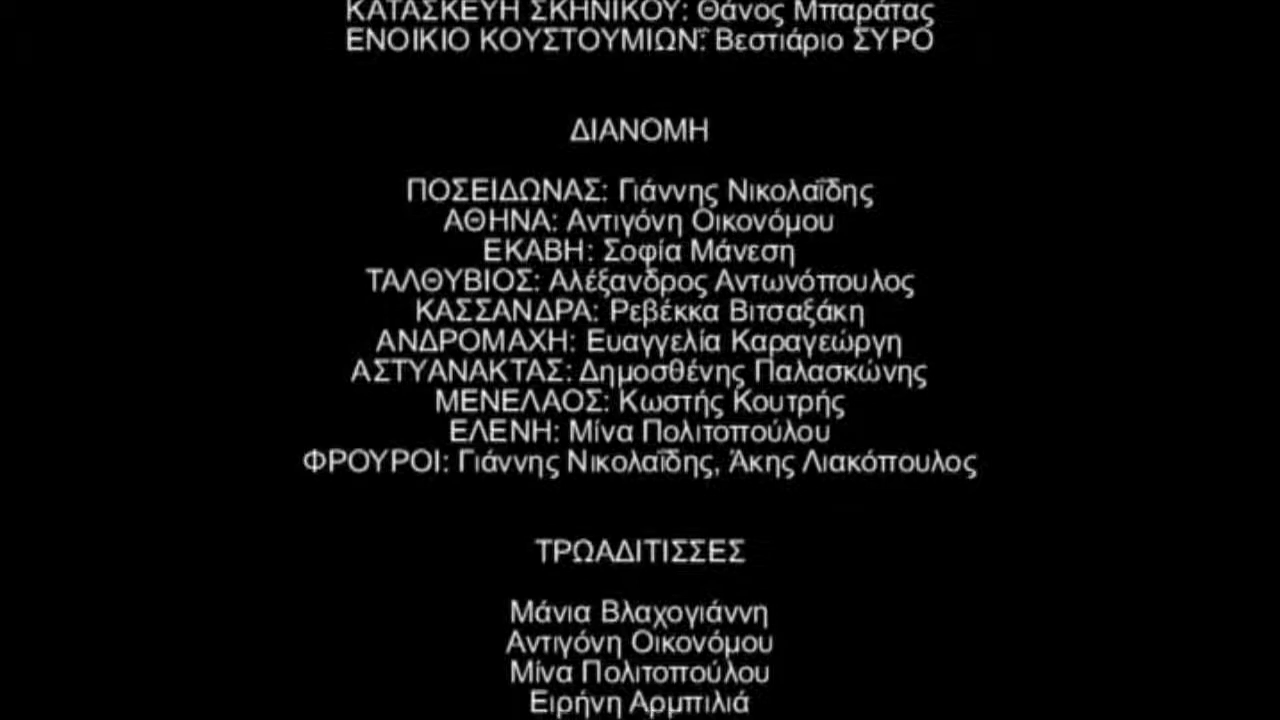 ΚΑΤΑΣΚΕΥΗ ΣΚΗΝΙΚΟΥ: Θάνος Μπαράτας
ΕΝΟΙΚΙΟ ΚΟΥΣΤΟΥΜΙΩΝ: Βεστιάριο ΣΥΡΟ
ΔΙΑΝΟΜΗ
ΠΟΣΕΙΔΩΝΑΣ: Γιάννης Νικολαΐδης
ΑΘΗΝΑ: Αντιγόνη Οικονόμου
ΕΚΑΒΗ: Σοφία Μάνεση
ΤΑΛΘΥΒΙΟΣ: Αλέξανδρος Αντωνόπουλος
ΚΑΣΣΑΝΔΡΑ: Ρεβέκκα Βιτσαξάκη
ΑΝΔΡΟΜΑΧΗ: Ευαγγελία Καραγεώργη
ΑΣΤΥΑΝΑΚΤΑΣ: Δημοσθένης Παλασκώνης
ΜΕΝΕΛΑΟΣ: Κωστής Κουτρής
ΕΛΕΝΗ: Μίνα Πολιτοπούλου
ΦΡΟΥΡΟΙ: Γιάννης Νικολαΐδης, Άκης Λιακόπουλος
ΤΡΩΑΔΙΤΙΣΣΕΣ
Μάνια Βλαχογιάννη
Αντιγόνη Οικονόμου
Μίνα Πολιτοπούλου
Ειρήνη Αρμπιλιά